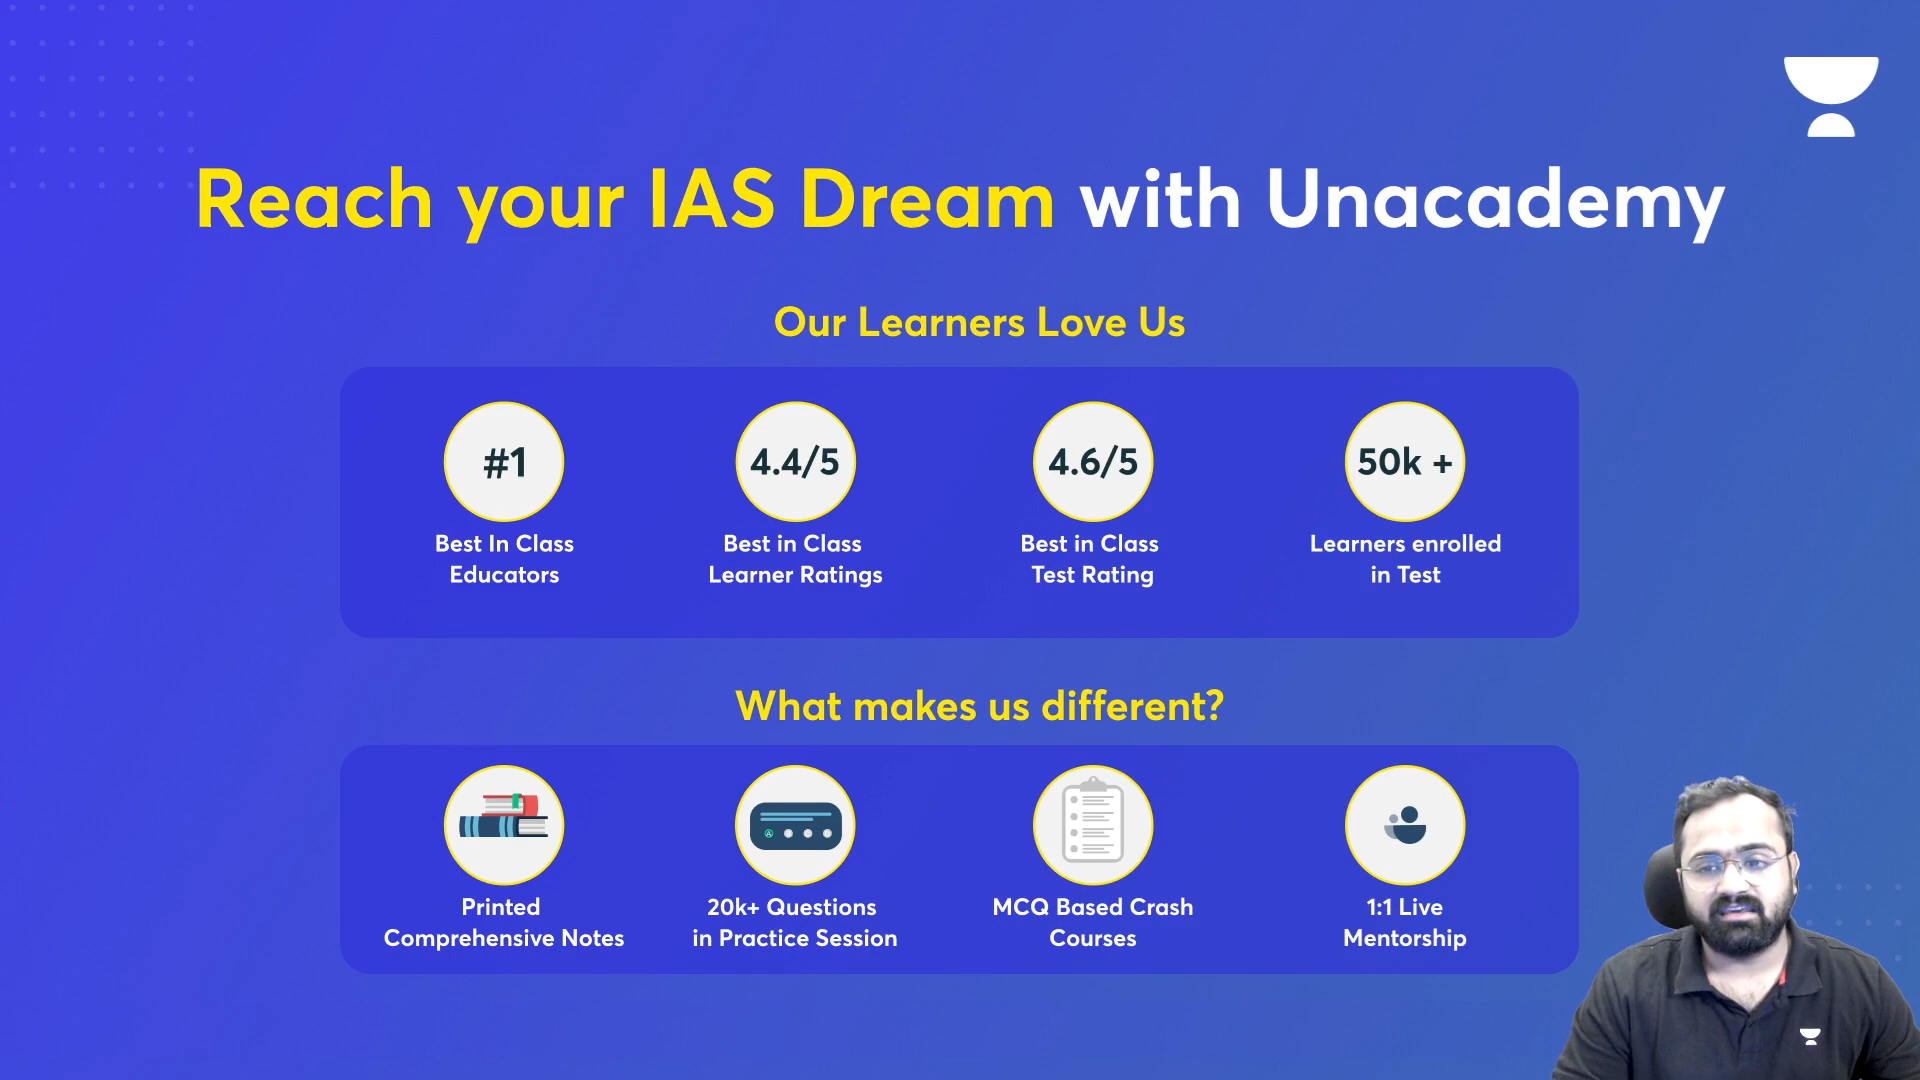 Reach your IAS Dream with Unacademy
Our Learners Love Us
#1
4.4/5
4.6/5
50k +
Best In Class
Educators
Best in Class
Learner Ratings
Best in Class
Test Rating
Learners enrolled
in Test
What makes us different?
Printed
Comprehensive Notes
20k+ Questions
in Practice Session
MCQ Based Crash
Courses
1:1 Live
Mentorship